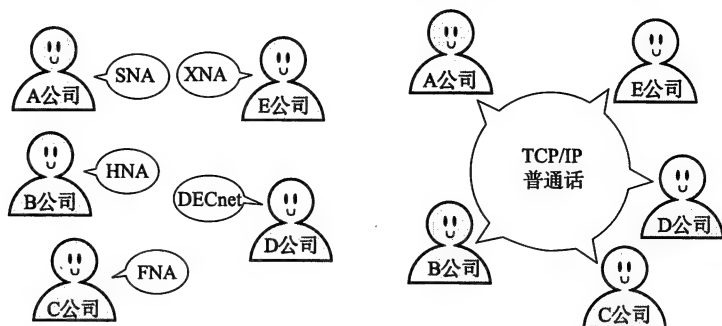 A公司
SNA
XNA
E公司
B公司
HNA
DECnet
D公司
C公司
FNA
A公司
E公司
TCP/IP
普通话
D公司
B公司
C公司